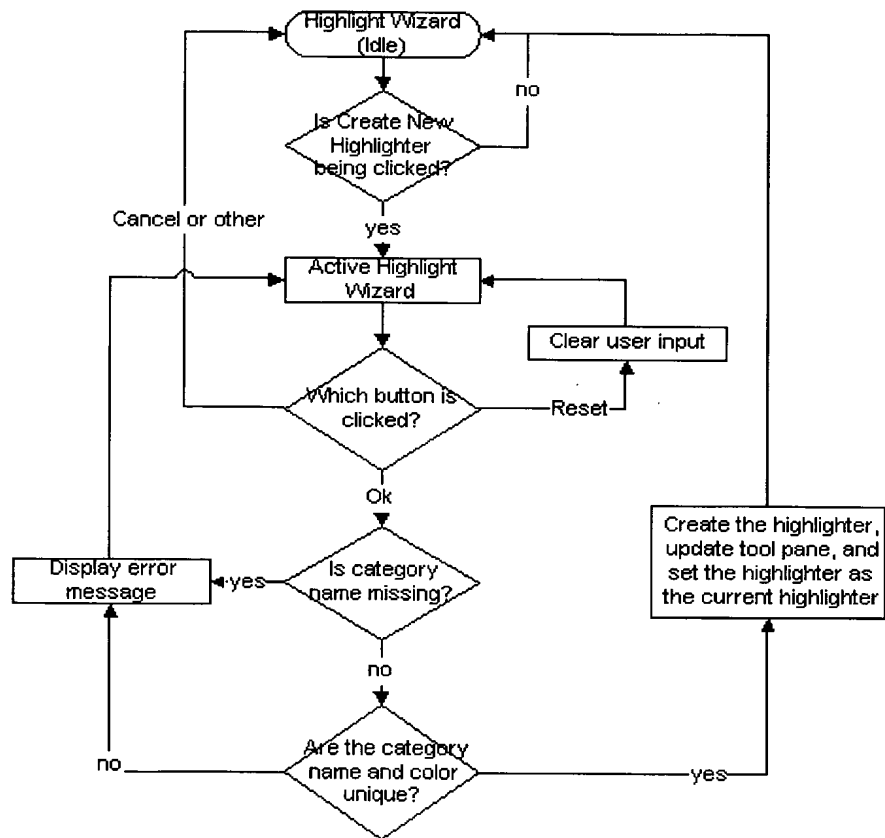 Highlight Wizard
(Idle)
no
Is Create New
Highlighter
being clicked?
yes
Cancel or other
Active Highlight
Wizard
Clear user input
Which button is
clicked?
Reset
Ok
Create the highlighter,
update tool pane, and
set the highlighter as
the current highlighter
Display error
message
yes
Is category
name missing?
no
Are the category
name and color
unique?
no
yes